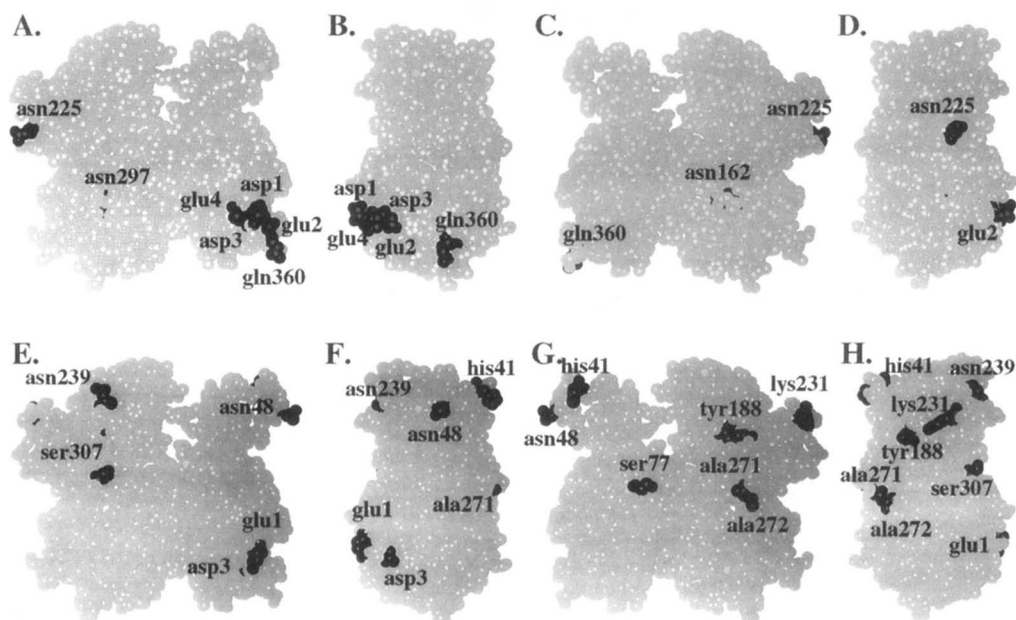 A.
asn225
asn297
glu4
asp1
asp3
glu2
gln360
B.
asp1
asp3
glu4
glu2
gln360
C.
asn225
asn162
gln360
D.
asn225
glu2
E.
asn239
asn48
ser307
glu1
asp3
F.
his41
asn239
asn48
ala271
glu1
asp3
G.
his41
lys231
asn48
tyr188
ser77
ala271
ala272
H.
his41
asn239
lys231
tyr188
ala271
ser307
ala272
glu1